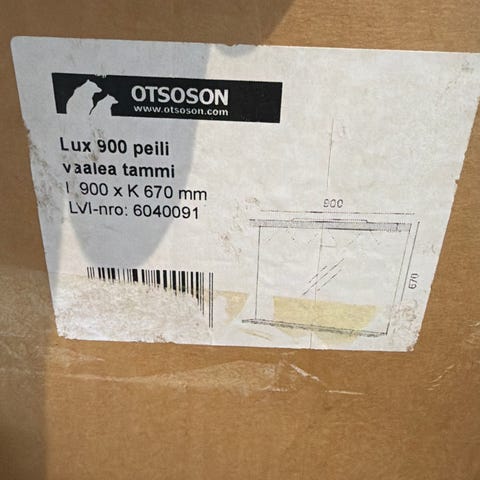 OTSOSON
www.otsoson.com
Lux 900 peili
vaalea tammi
L 900 x K 670 mm
LVI-nro: 6040091
900
670